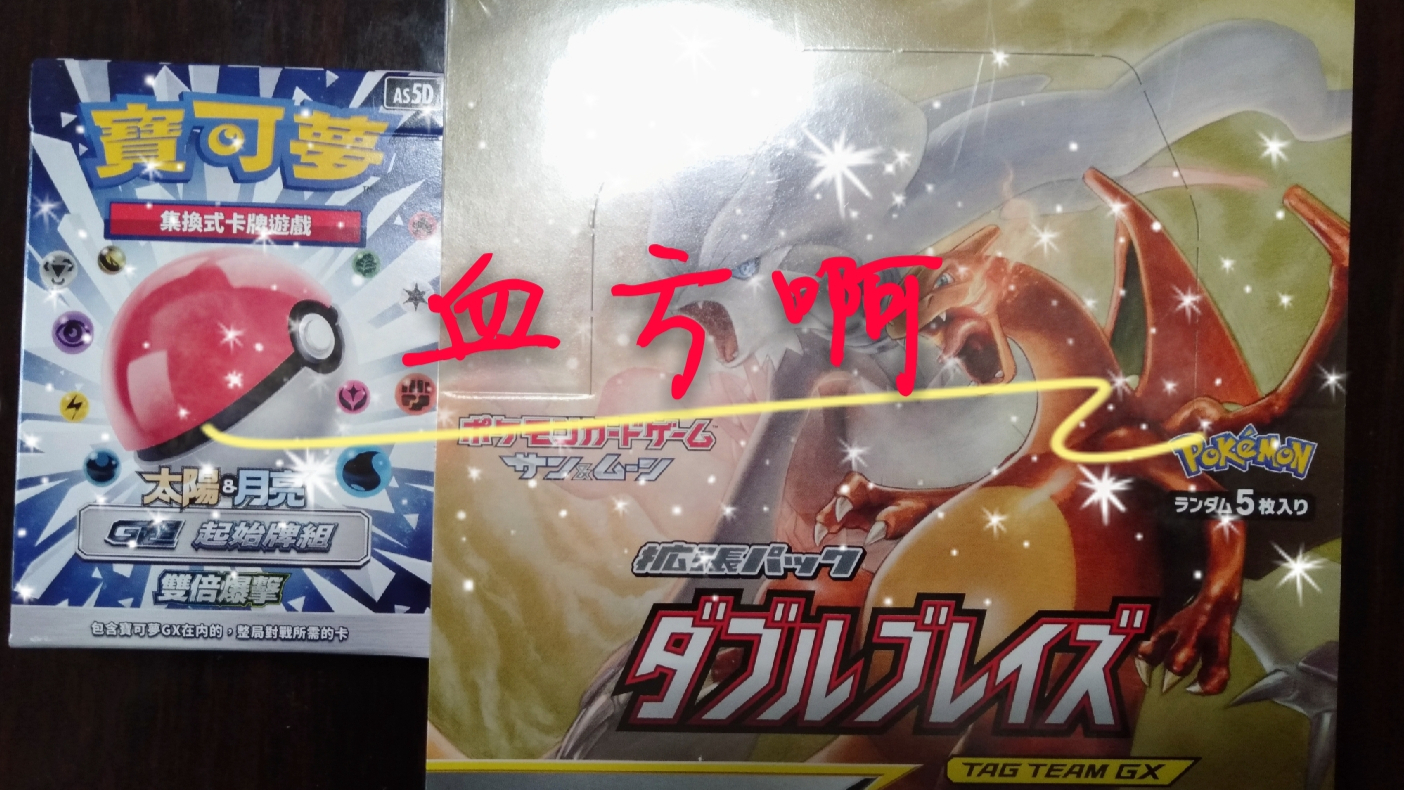 AS5D
寶可夢
集換式卡牌遊戲
太陽&月亮
GX 起始牌組
雙倍爆擊
包含寶可夢GX在內的，整局對戰所需的卡
血亏啊
ポケモンカードゲーム
サン&ムーン
POKéMON
ランダム5枚入り
拡張パック
ダブルブレイズ
TAG TEAM GX